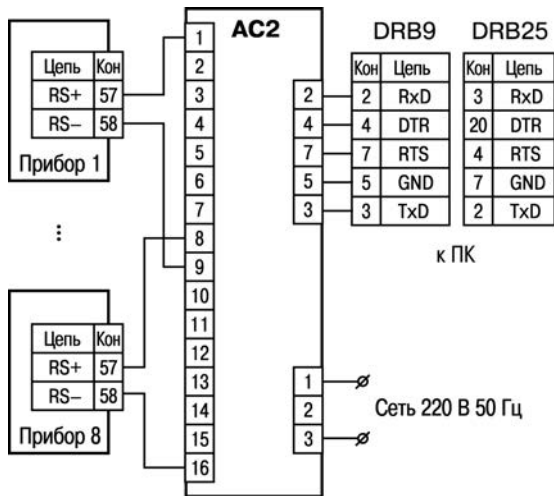 AC2
Цепь Кон
RS+ 57
RS– 58
Прибор 1
⋮
Цепь Кон
RS+ 57
RS– 58
Прибор 8
1
2
3
4
5
6
7
8
9
10
11
12
13
14
15
16
2
4
7
5
3
1
2
3
DRB9
Кон Цепь
2 RxD
4 DTR
7 RTS
5 GND
3 TxD
DRB25
Кон Цепь
3 RxD
20 DTR
4 RTS
7 GND
2 TxD
к ПК
Сеть 220 В 50 Гц